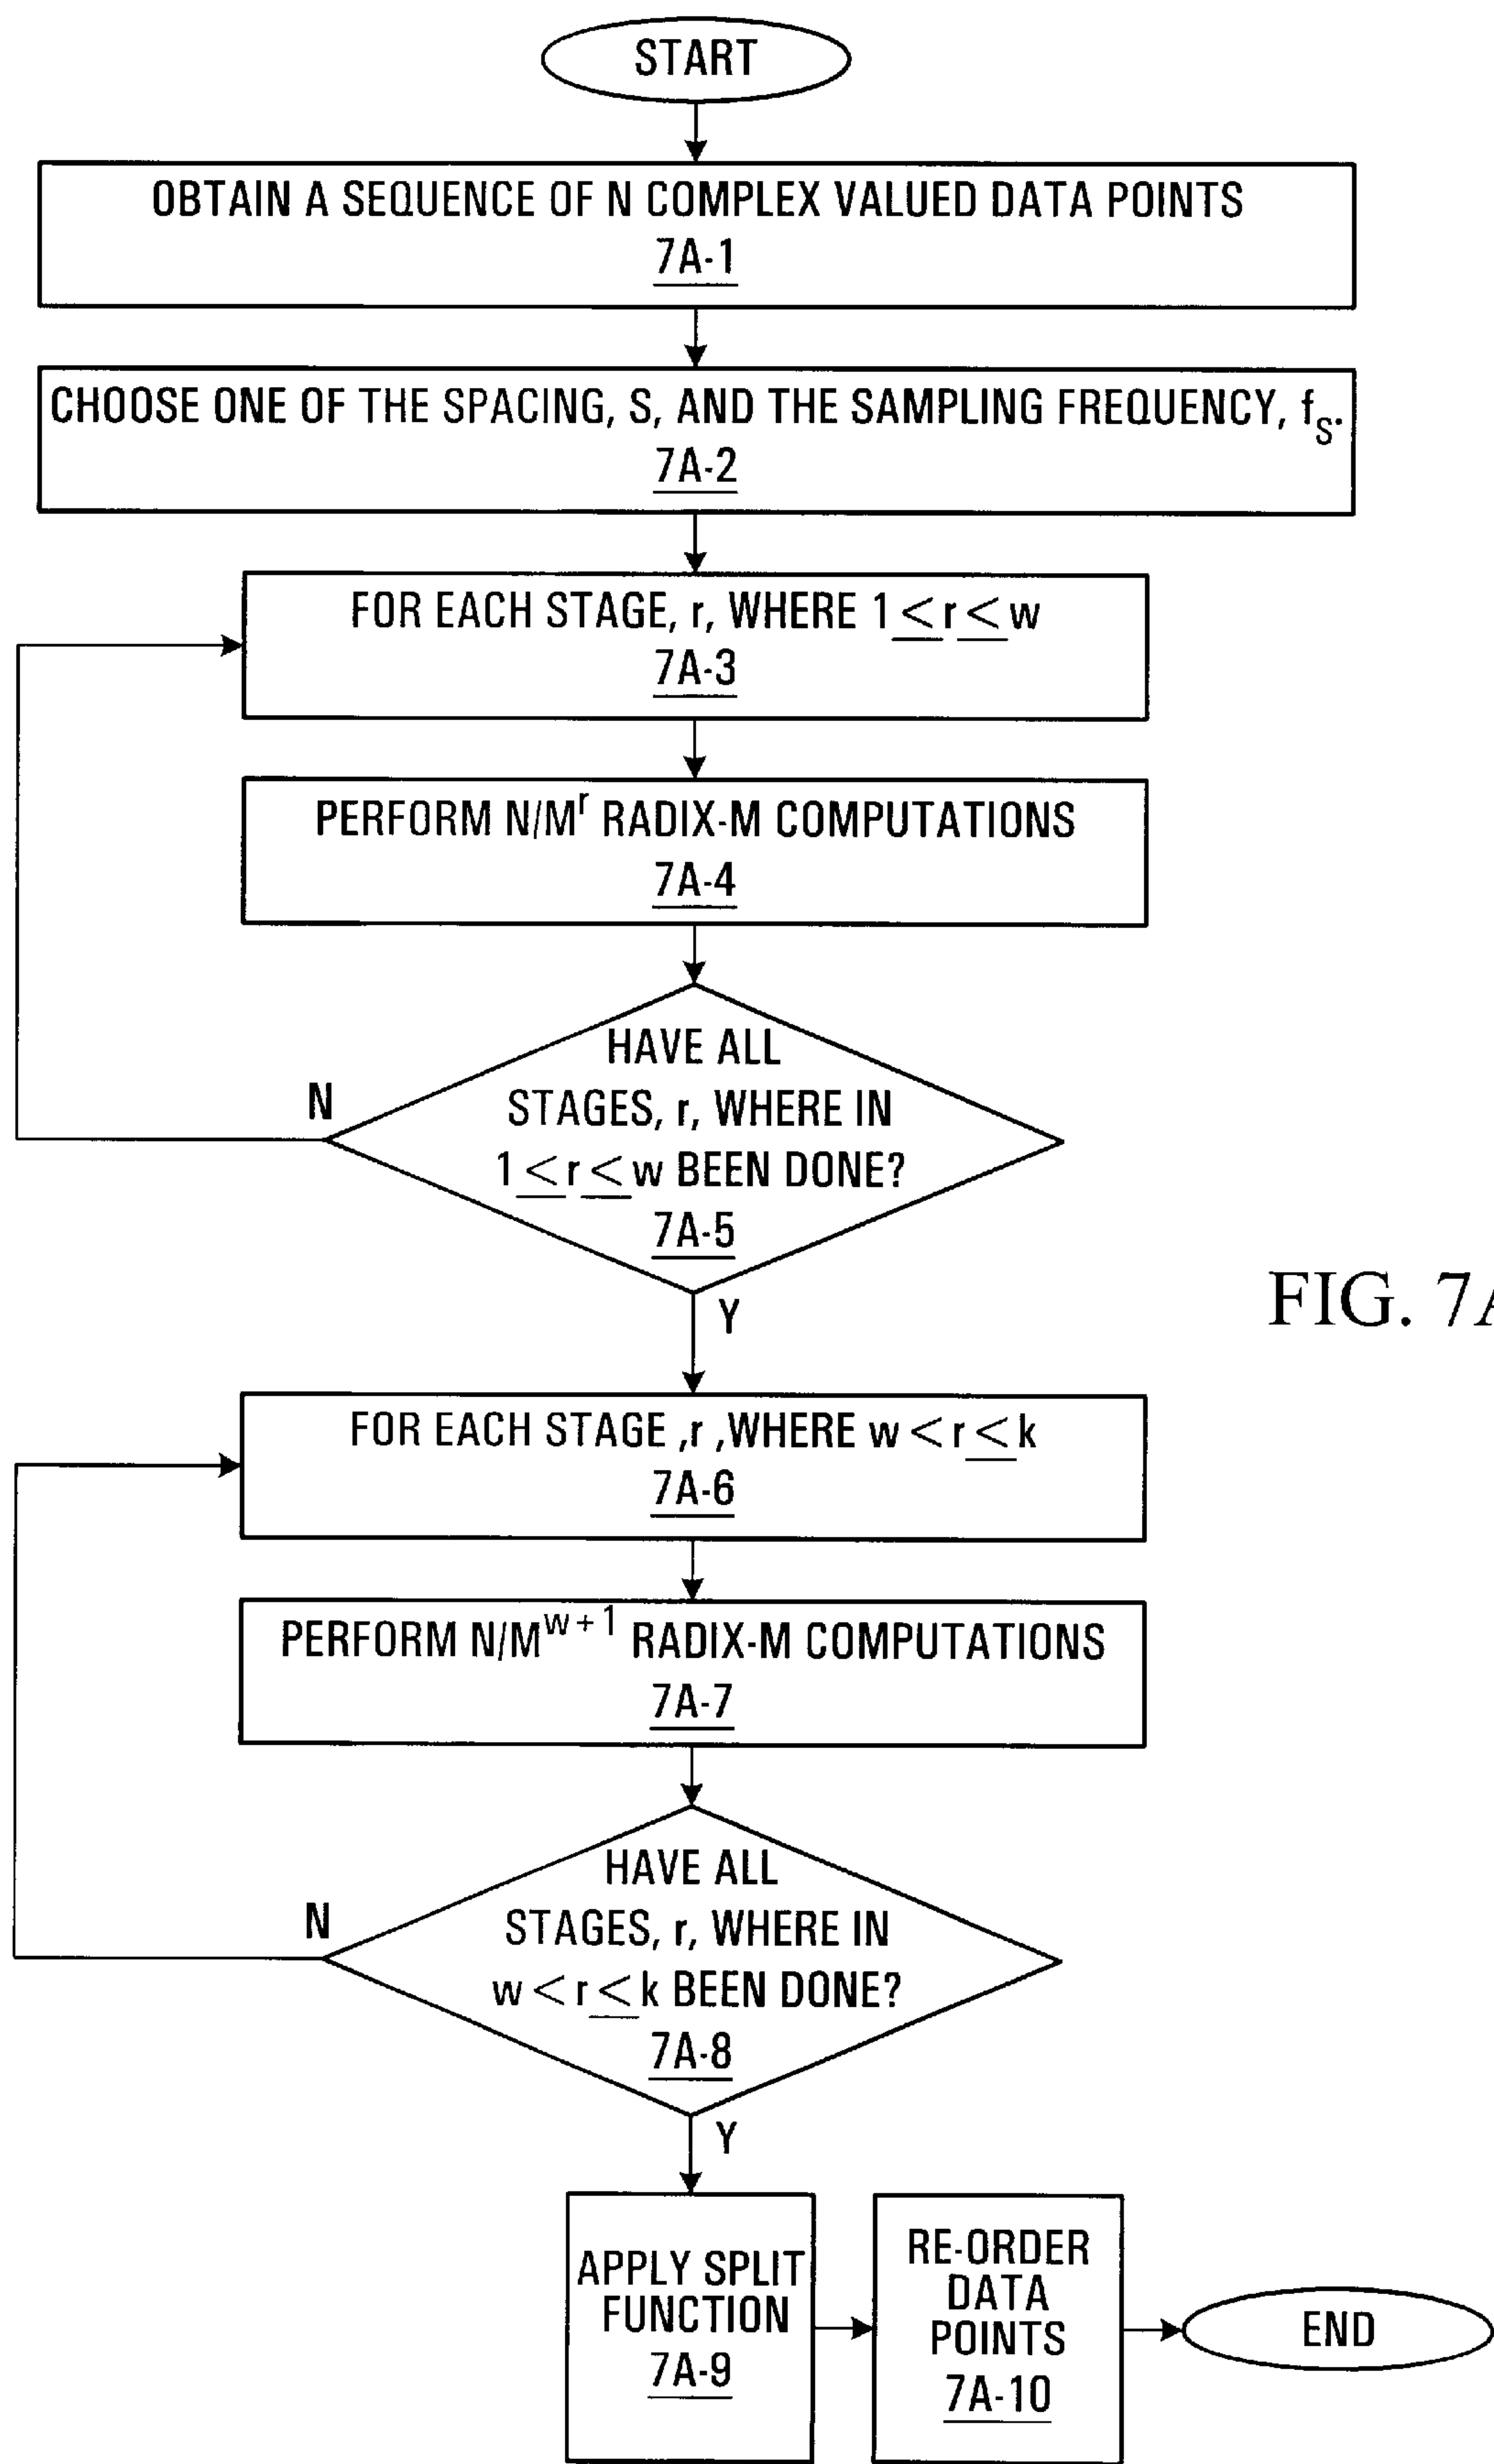 START
OBTAIN A SEQUENCE OF N COMPLEX VALUED DATA POINTS
7A-1
CHOOSE ONE OF THE SPACING, S, AND THE SAMPLING FREQUENCY, fS.
7A-2
FOR EACH STAGE, r, WHERE 1 ≤ r ≤ w
7A-3
PERFORM N/M^r RADIX-M COMPUTATIONS
7A-4
HAVE ALL
STAGES, r, WHERE IN
1 ≤ r ≤ w BEEN DONE?
7A-5
N
Y
FIG. 7A
FOR EACH STAGE ,r ,WHERE w < r ≤ k
7A-6
PERFORM N/M^w+1 RADIX-M COMPUTATIONS
7A-7
HAVE ALL
STAGES, r, WHERE IN
w < r ≤ k BEEN DONE?
7A-8
N
Y
APPLY SPLIT
FUNCTION
7A-9
RE-ORDER
DATA
POINTS
7A-10
END